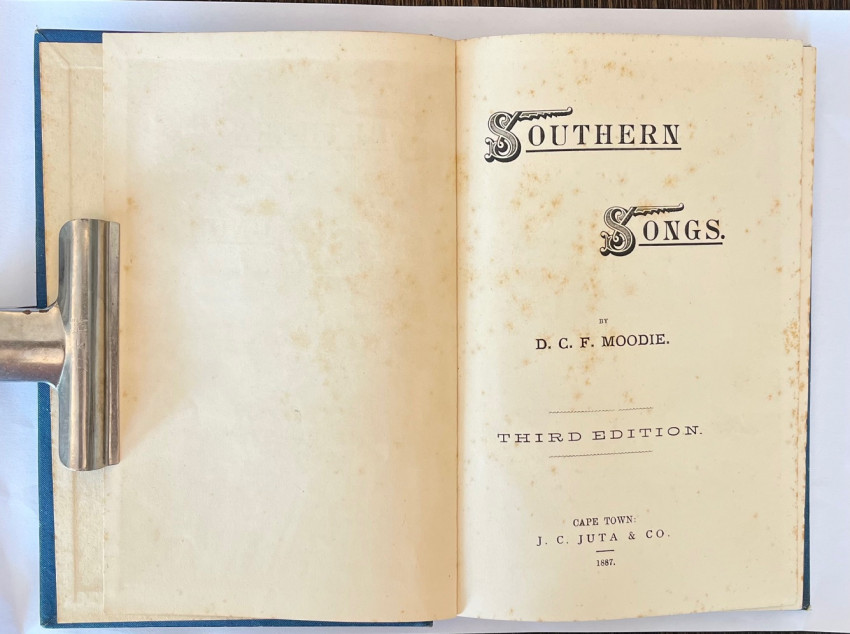 SOUTHERN
SONGS.
BY
D. C. F. MOODIE.
THIRD EDITION.
CAPE TOWN:
J. C. JUTA & CO.
1887.